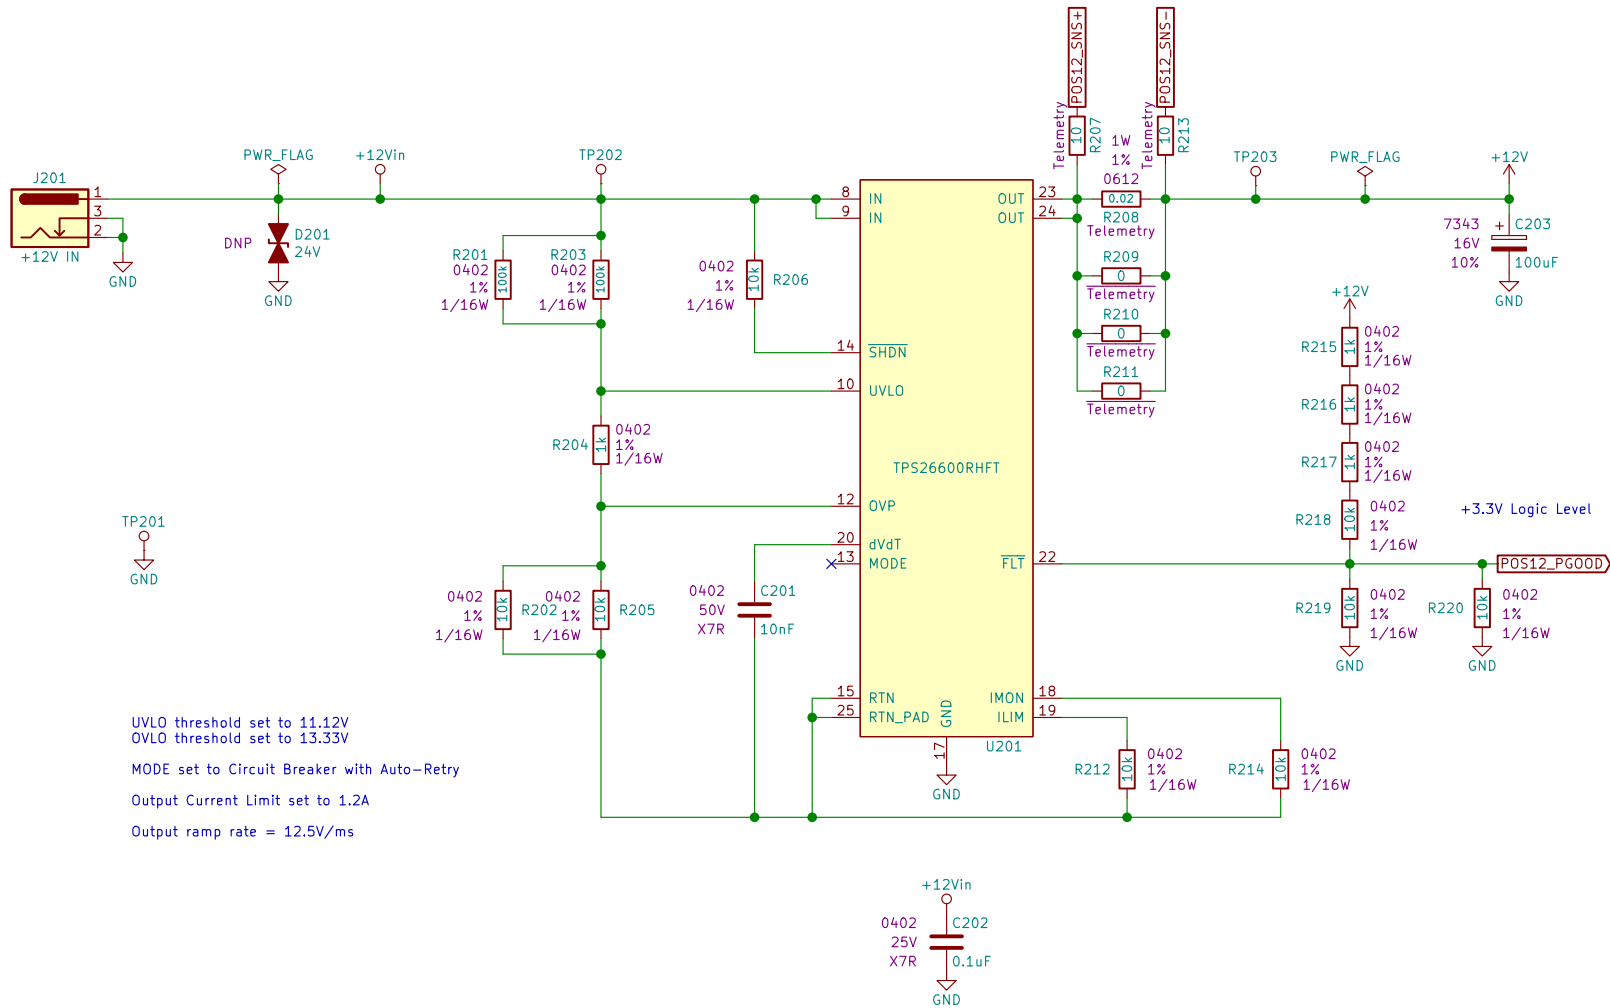 POS12_SNS+
POS12_SNS-
Telemetry
10
R207
Telemetry
10
R213
1W
1%
0612
0.02
R208
Telemetry
R209
0
Telemetry
R210
0
Telemetry
R211
0
Telemetry
J201
1
3
2
+12V IN
GND
PWR_FLAG
DNP
D201
24V
GND
+12Vin
TP202
R201
0402
1%
1/16W
100k
R203
0402
1%
1/16W
100k
0402
1%
1/16W
10k
R206
R204
1k
0402
1%
1/16W
0402
1%
1/16W
10k
R202
0402
1%
1/16W
10k
R205
0402
50V
X7R
C201
10nF
8
IN
9
IN
14
SHDN
10
UVLO
12
OVP
20
dVdT
13
MODE
15
RTN
25
RTN_PAD
TPS26600RHFT
OUT
23
OUT
24
FLT
22
IMON
18
ILIM
19
GND
17
U201
GND
TP203
PWR_FLAG
+12V
7343
16V
10%
C203
100uF
GND
+12V
R215
1k
0402
1%
1/16W
R216
1k
0402
1%
1/16W
R217
1k
0402
1%
1/16W
R218
10k
0402
1%
1/16W
+3.3V Logic Level
POS12_PGOOD
R219
10k
0402
1%
1/16W
GND
R220
10k
0402
1%
1/16W
GND
R212
10k
0402
1%
1/16W
R214
10k
0402
1%
1/16W
TP201
GND
UVLO threshold set to 11.12V
OVLO threshold set to 13.33V
MODE set to Circuit Breaker with Auto-Retry
Output Current Limit set to 1.2A
Output ramp rate = 12.5V/ms
+12Vin
0402
25V
X7R
C202
0.1uF
GND